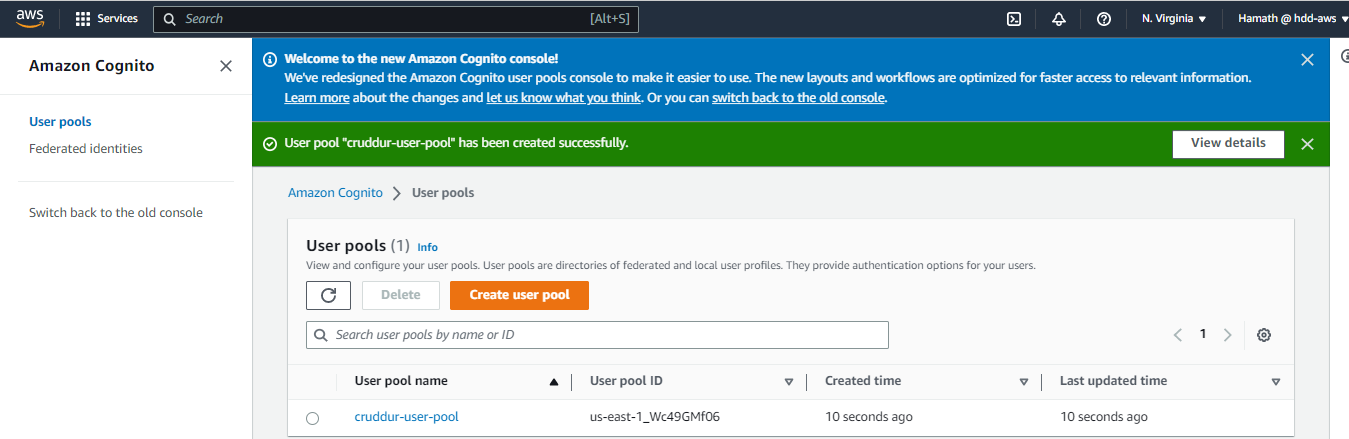 aws
Services
Search
[Alt+S]
N. Virginia
Hamath @ hdd-aws
Amazon Cognito
User pools
Federated identities
Switch back to the old console
Welcome to the new Amazon Cognito console!
We've redesigned the Amazon Cognito user pools console to make it easier to use. The new layouts and workflows are optimized for faster access to relevant information.
Learn more about the changes and let us know what you think. Or you can switch back to the old console.
User pool "cruddur-user-pool" has been created successfully.
View details
Amazon Cognito
User pools
User pools (1) Info
View and configure your user pools. User pools are directories of federated and local user profiles. They provide authentication options for your users.
Delete
Create user pool
Search user pools by name or ID
1
User pool name
User pool ID
Created time
Last updated time
cruddur-user-pool
us-east-1_Wc49GMf06
10 seconds ago
10 seconds ago